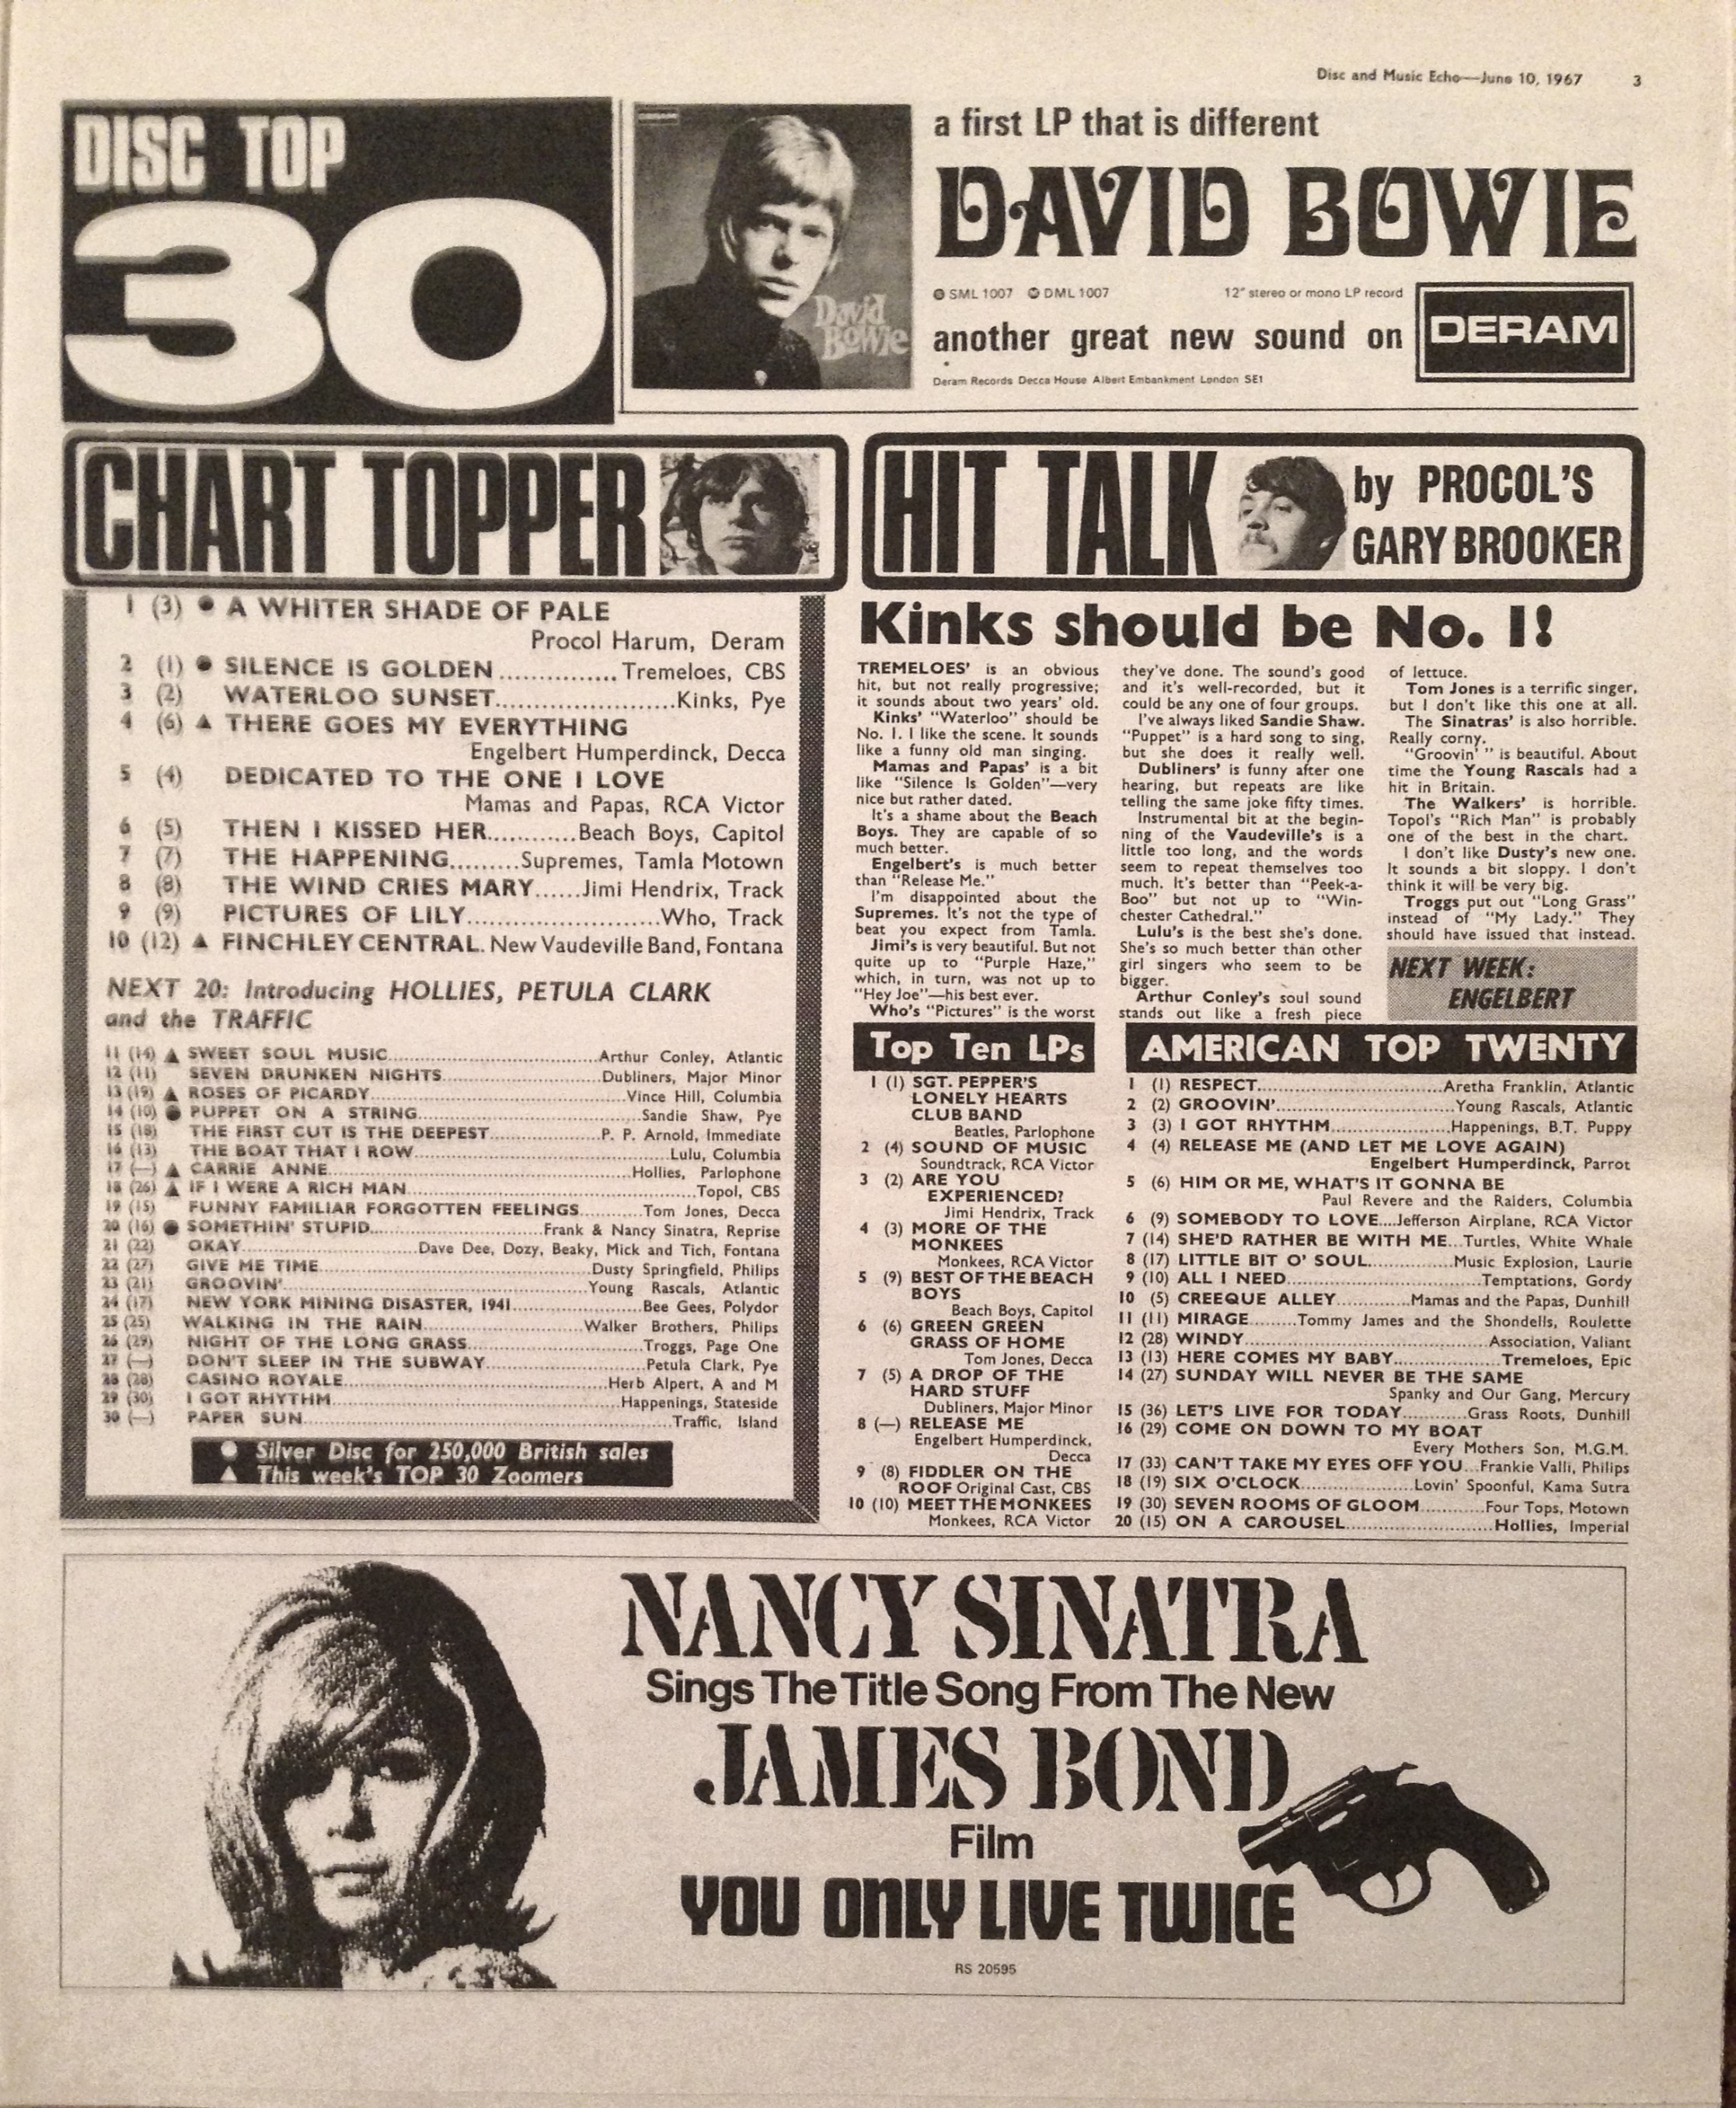 Disc and Music Echo—June 10, 1967 3
DISC TOP
30
David
Bowie
a first LP that is different
DAVID BOWIE
SML 1007 DML 1007 12" stereo or mono LP record
another great new sound on DERAM
Deram Records Decca House Albert Embankment London SE1
CHART TOPPER
1 (3) ● A WHITER SHADE OF PALE
Procol Harum, Deram
2 (1) ● SILENCE IS GOLDEN...............Tremeloes, CBS
3 (2) WATERLOO SUNSET.......................Kinks, Pye
4 (6) ▲ THERE GOES MY EVERYTHING
Engelbert Humperdinck, Decca
5 (4) DEDICATED TO THE ONE I LOVE
Mamas and Papas, RCA Victor
6 (5) THEN I KISSED HER...........Beach Boys, Capitol
7 (7) THE HAPPENING.........Supremes, Tamla Motown
8 (8) THE WIND CRIES MARY......Jimi Hendrix, Track
9 (9) PICTURES OF LILY.........................Who, Track
10 (12) ▲ FINCHLEY CENTRAL. New Vaudeville Band, Fontana
NEXT 20: Introducing HOLLIES, PETULA CLARK
and the TRAFFIC
11 (14) ▲ SWEET SOUL MUSIC...............Arthur Conley, Atlantic
12 (11) SEVEN DRUNKEN NIGHTS...............Dubliners, Major Minor
13 (19) ▲ ROSES OF PICARDY...............Vince Hill, Columbia
14 (10) ● PUPPET ON A STRING...............Sandie Shaw, Pye
15 (18) THE FIRST CUT IS THE DEEPEST...............P. P. Arnold, Immediate
16 (13) THE BOAT THAT I ROW...............Lulu, Columbia
17 (—) ▲ CARRIE ANNE...............Hollies, Parlophone
18 (26) ▲ IF I WERE A RICH MAN...............Topol, CBS
19 (15) FUNNY FAMILIAR FORGOTTEN FEELINGS...............Tom Jones, Decca
20 (16) ● SOMETHIN' STUPID...............Frank & Nancy Sinatra, Reprise
21 (22) OKAY...............Dave Dee, Dozy, Beaky, Mick and Tich, Fontana
22 (27) GIVE ME TIME...............Dusty Springfield, Philips
23 (21) GROOVIN'...............Young Rascals, Atlantic
24 (17) NEW YORK MINING DISASTER, 1941...............Bee Gees, Polydor
25 (25) WALKING IN THE RAIN...............Walker Brothers, Philips
26 (29) NIGHT OF THE LONG GRASS...............Troggs, Page One
27 (—) DON'T SLEEP IN THE SUBWAY...............Petula Clark, Pye
28 (28) CASINO ROYALE...............Herb Alpert, A and M
29 (30) I GOT RHYTHM...............Happenings, Stateside
30 (—) PAPER SUN...............Traffic, Island
● Silver Disc for 250,000 British sales
▲ This week's TOP 30 Zoomers
HIT TALK by PROCOL'S
GARY BROOKER
Kinks should be No. 1!
TREMELOES' is an obvious
hit, but not really progressive;
it sounds about two years' old.
Kinks' "Waterloo" should be
No. 1. I like the scene. It sounds
like a funny old man singing.
Mamas and Papas' is a bit
like "Silence Is Golden"—very
nice but rather dated.
It's a shame about the Beach
Boys. They are capable of so
much better.
Engelbert's is much better
than "Release Me."
I'm disappointed about the
Supremes. It's not the type of
beat you expect from Tamla.
Jimi's is very beautiful. But not
quite up to "Purple Haze,"
which, in turn, was not up to
"Hey Joe"—his best ever.
Who's "Pictures" is the worst
they've done. The sound's good
and it's well-recorded, but it
could be any one of four groups.
I've always liked Sandie Shaw.
"Puppet" is a hard song to sing,
but she does it really well.
Dubliners' is funny after one
hearing, but repeats are like
telling the same joke fifty times.
Instrumental bit at the begin-
ning of the Vaudeville's is a
little too long, and the words
seem to repeat themselves too
much. It's better than "Peek-a-
Boo" but not up to "Win-
chester Cathedral."
Lulu's is the best she's done.
She's so much better than other
girl singers who seem to be
bigger.
Arthur Conley's soul sound
stands out like a fresh piece
of lettuce.
Tom Jones is a terrific singer,
but I don't like this one at all.
The Sinatras' is also horrible.
Really corny.
"Groovin' " is beautiful. About
time the Young Rascals had a
hit in Britain.
The Walkers' is horrible.
Topol's "Rich Man" is probably
one of the best in the chart.
I don't like Dusty's new one.
It sounds a bit sloppy. I don't
think it will be very big.
Troggs put out "Long Grass"
instead of "My Lady." They
should have issued that instead.
NEXT WEEK:
ENGELBERT
Top Ten LPs
1 (1) SGT. PEPPER'S
LONELY HEARTS
CLUB BAND
Beatles, Parlophone
2 (4) SOUND OF MUSIC
Soundtrack, RCA Victor
3 (2) ARE YOU
EXPERIENCED?
Jimi Hendrix, Track
4 (3) MORE OF THE
MONKEES
Monkees, RCA Victor
5 (9) BEST OF THE BEACH
BOYS
Beach Boys, Capitol
6 (6) GREEN GREEN
GRASS OF HOME
Tom Jones, Decca
7 (5) A DROP OF THE
HARD STUFF
Dubliners, Major Minor
8 (—) RELEASE ME
Engelbert Humperdinck,
Decca
9 (8) FIDDLER ON THE
ROOF Original Cast, CBS
10 (10) MEET THE MONKEES
Monkees, RCA Victor
AMERICAN TOP TWENTY
1 (1) RESPECT...............Aretha Franklin, Atlantic
2 (2) GROOVIN'...............Young Rascals, Atlantic
3 (3) I GOT RHYTHM...............Happenings, B.T. Puppy
4 (4) RELEASE ME (AND LET ME LOVE AGAIN)
Engelbert Humperdinck, Parrot
5 (6) HIM OR ME, WHAT'S IT GONNA BE
Paul Revere and the Raiders, Columbia
6 (9) SOMEBODY TO LOVE....Jefferson Airplane, RCA Victor
7 (14) SHE'D RATHER BE WITH ME...Turtles, White Whale
8 (17) LITTLE BIT O' SOUL...............Music Explosion, Laurie
9 (10) ALL I NEED...............Temptations, Gordy
10 (5) CREEQUE ALLEY.............Mamas and the Papas, Dunhill
11 (11) MIRAGE.........Tommy James and the Shondells, Roulette
12 (28) WINDY...............Association, Valiant
13 (13) HERE COMES MY BABY...............Tremeloes, Epic
14 (27) SUNDAY WILL NEVER BE THE SAME
Spanky and Our Gang, Mercury
15 (36) LET'S LIVE FOR TODAY...........Grass Roots, Dunhill
16 (29) COME ON DOWN TO MY BOAT
Every Mothers Son, M.G.M.
17 (33) CAN'T TAKE MY EYES OFF YOU...Frankie Valli, Philips
18 (19) SIX O'CLOCK...............Lovin' Spoonful, Kama Sutra
19 (30) SEVEN ROOMS OF GLOOM...........Four Tops, Motown
20 (15) ON A CAROUSEL...............Hollies, Imperial
NANCY SINATRA
Sings The Title Song From The New
JAMES BOND
Film
YOU ONLY LIVE TWICE
RS 20595